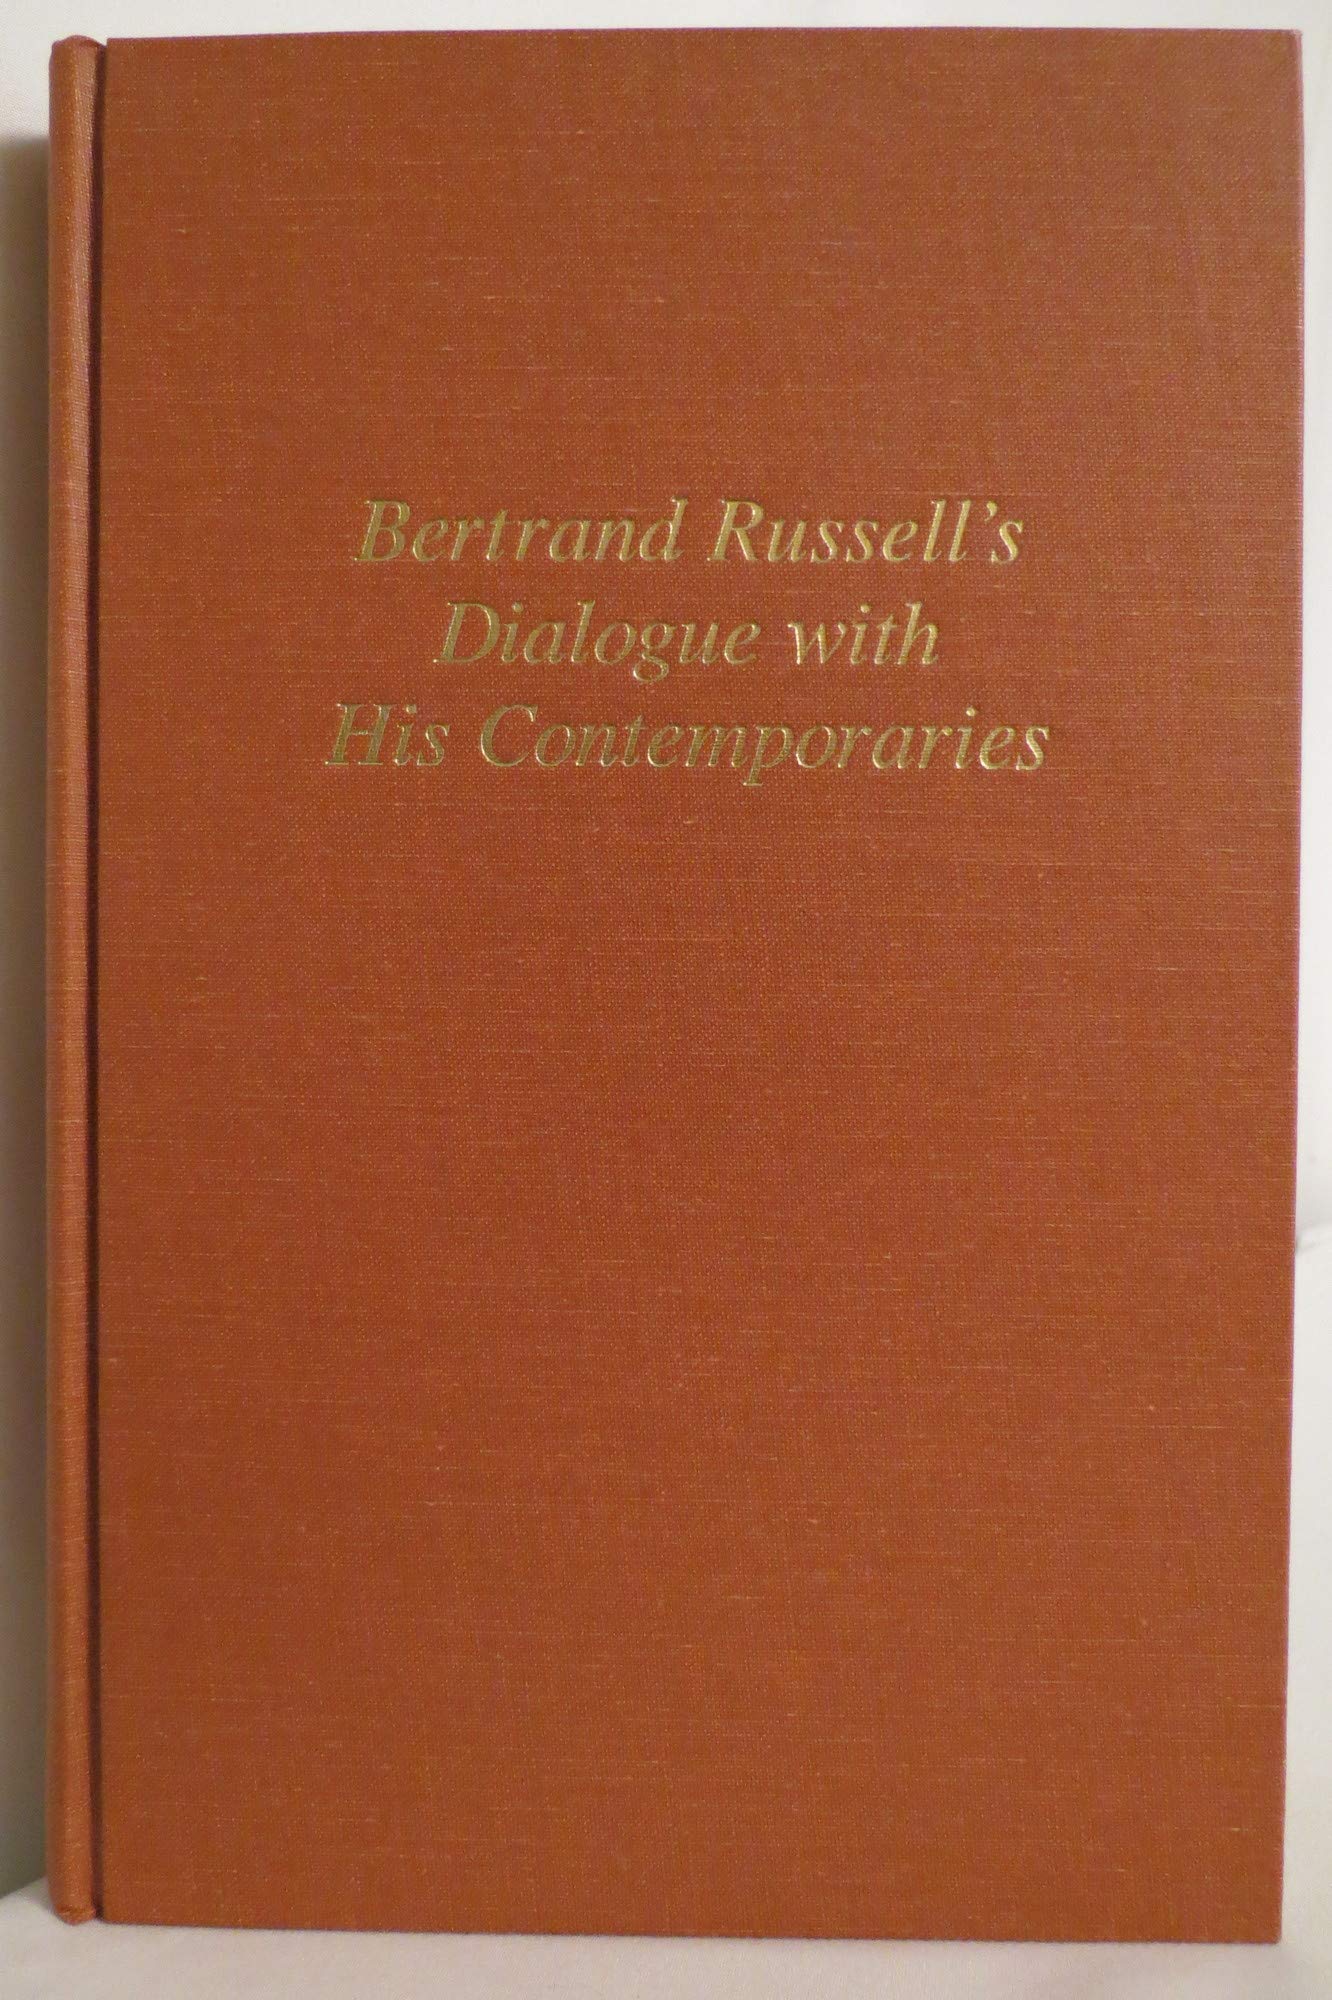 Bertrand Russell's
Dialogue with
His Contemporaries